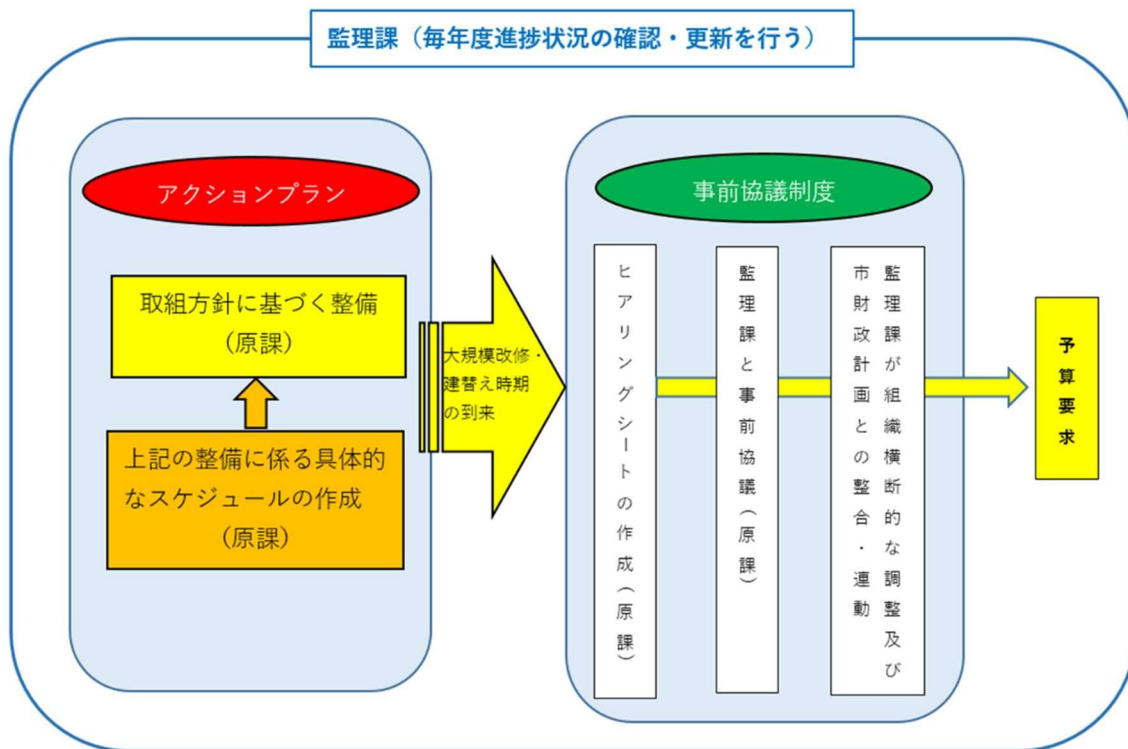 監理課（毎年度進捗状況の確認・更新を行う）
アクションプラン
取組方針に基づく整備
（原課）
上記の整備に係る具体的
なスケジュールの作成
（原課）
大規模改修・
建替え時期
の到来
事前協議制度
ヒアリングシートの作成（原課）
監理課と事前協議（原課）
監理課が組織横断的な調整及び
市財政計画との整合・連動
予算要求